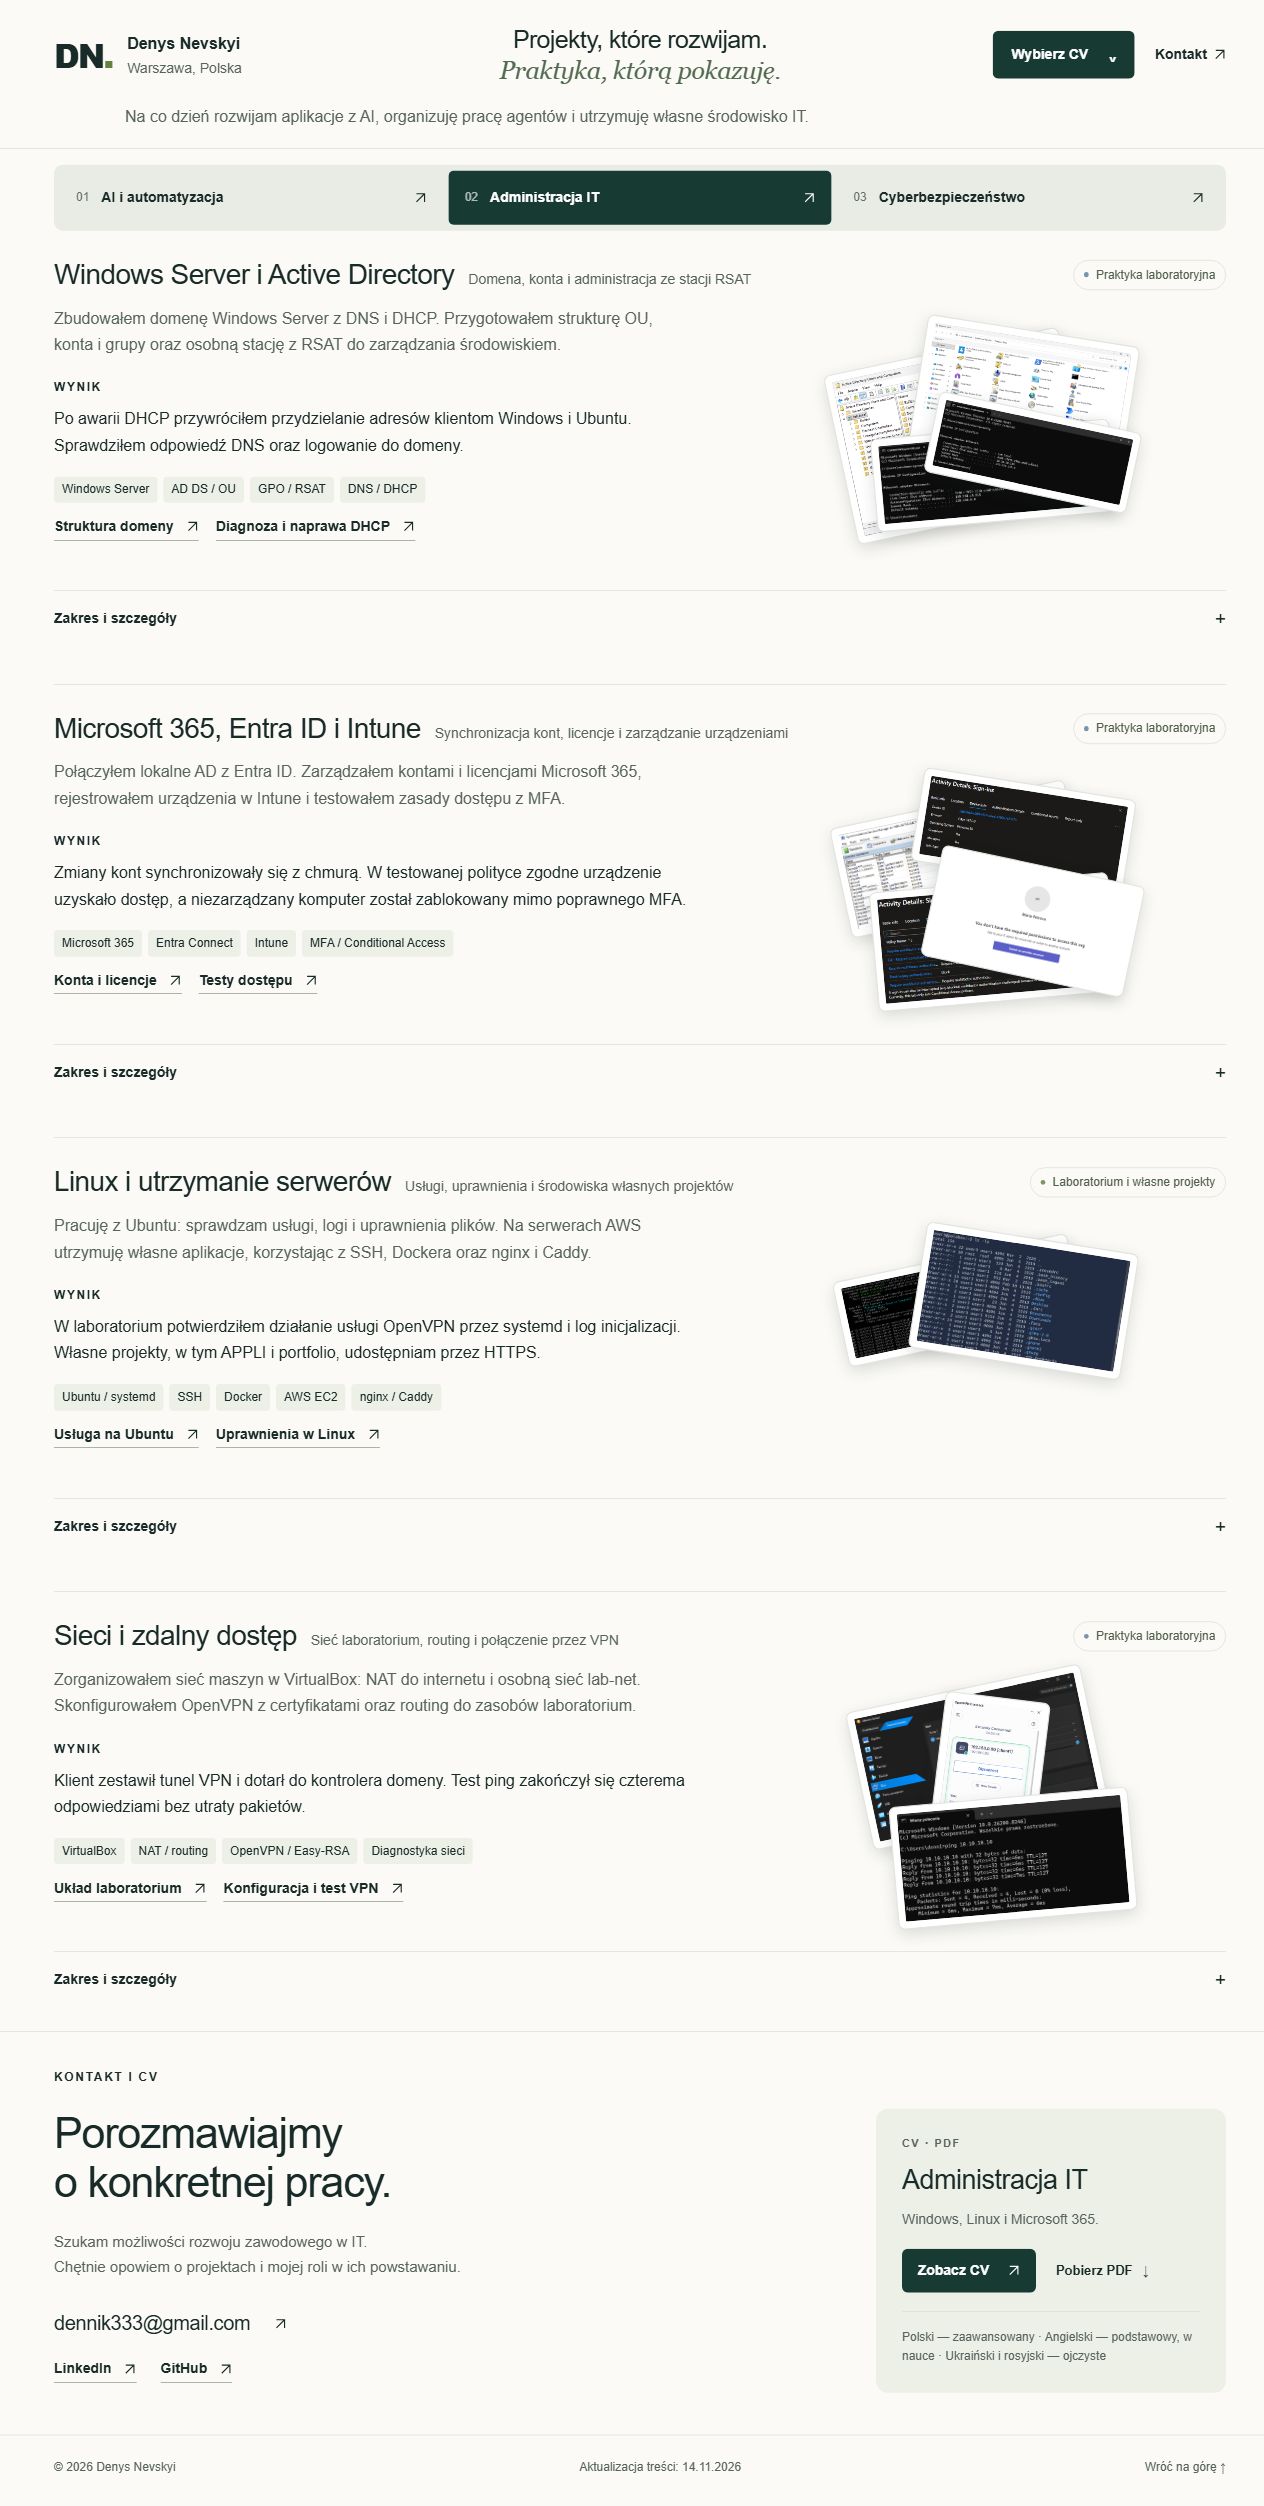 DN.
Denys Nevskyi
Warszawa, Polska
Projekty, które rozwijam.
Praktyka, którą pokazuję.
Wybierz CV
Kontakt ↗
Na co dzień rozwijam aplikacje z AI, organizuję pracę agentów i utrzymuję własne środowisko IT.
01 AI i automatyzacja ↗
02 Administracja IT ↗
03 Cyberbezpieczeństwo ↗
Windows Server i Active Directory Domena, konta i administracja ze stacji RSAT
Praktyka laboratoryjna
Zbudowałem domenę Windows Server z DNS i DHCP. Przygotowałem strukturę OU,
konta i grupy oraz osobną stację z RSAT do zarządzania środowiskiem.
WYNIK
Po awarii DHCP przywróciłem przydzielanie adresów klientom Windows i Ubuntu.
Sprawdziłem odpowiedź DNS oraz logowanie do domeny.
Windows Server AD DS / OU GPO / RSAT DNS / DHCP
Struktura domeny ↗ Diagnoza i naprawa DHCP ↗
Zakres i szczegóły +
Microsoft 365, Entra ID i Intune Synchronizacja kont, licencje i zarządzanie urządzeniami
Praktyka laboratoryjna
Połączyłem lokalne AD z Entra ID. Zarządzałem kontami i licencjami Microsoft 365,
rejestrowałem urządzenia w Intune i testowałem zasady dostępu z MFA.
WYNIK
Zmiany kont synchronizowały się z chmurą. W testowanej polityce zgodne urządzenie
uzyskało dostęp, a niezarządzany komputer został zablokowany mimo poprawnego MFA.
Microsoft 365 Entra Connect Intune MFA / Conditional Access
Konta i licencje ↗ Testy dostępu ↗
Activity Details: Sign-ins
Zakres i szczegóły +
Linux i utrzymanie serwerów Usługi, uprawnienia i środowiska własnych projektów
Laboratorium i własne projekty
Pracuję z Ubuntu: sprawdzam usługi, logi i uprawnienia plików. Na serwerach AWS
utrzymuję własne aplikacje, korzystając z SSH, Dockera oraz nginx i Caddy.
WYNIK
W laboratorium potwierdziłem działanie usługi OpenVPN przez systemd i log inicjalizacji.
Własne projekty, w tym APPLI i portfolio, udostępniam przez HTTPS.
Ubuntu / systemd SSH Docker AWS EC2 nginx / Caddy
Usługa na Ubuntu ↗ Uprawnienia w Linux ↗
Zakres i szczegóły +
Sieci i zdalny dostęp Sieć laboratorium, routing i połączenie przez VPN
Praktyka laboratoryjna
Zorganizowałem sieć maszyn w VirtualBox: NAT do internetu i osobną sieć lab-net.
Skonfigurowałem OpenVPN z certyfikatami oraz routing do zasobów laboratorium.
WYNIK
Klient zestawił tunel VPN i dotarł do kontrolera domeny. Test ping zakończył się czterema
odpowiedziami bez utraty pakietów.
VirtualBox NAT / routing OpenVPN / Easy-RSA Diagnostyka sieci
Układ laboratorium ↗ Konfiguracja i test VPN ↗
Zakres i szczegóły +
KONTAKT I CV
Porozmawiajmy
o konkretnej pracy.
Szukam możliwości rozwoju zawodowego w IT.
Chętnie opowiem o projektach i mojej roli w ich powstawaniu.
dennik333@gmail.com ↗
LinkedIn ↗ GitHub ↗
CV · PDF
Administracja IT
Windows, Linux i Microsoft 365.
Zobacz CV ↗ Pobierz PDF ↓
Polski — zaawansowany · Angielski — podstawowy, w
nauce · Ukraiński i rosyjski — ojczyste
© 2026 Denys Nevskyi
Aktualizacja treści: 14.11.2026
Wróć na górę ↑